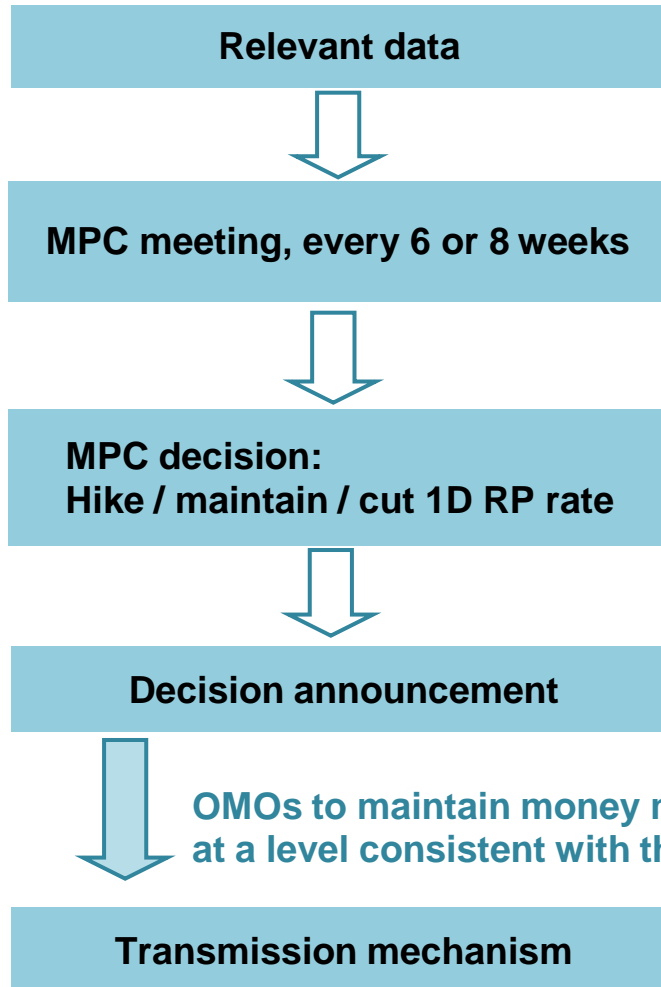 Relevant data
MPC meeting, every 6 or 8 weeks
MPC decision:
Hike / maintain / cut 1D RP rate
Decision announcement
OMOs to maintain money
at a level consistent with
Transmission mechanism